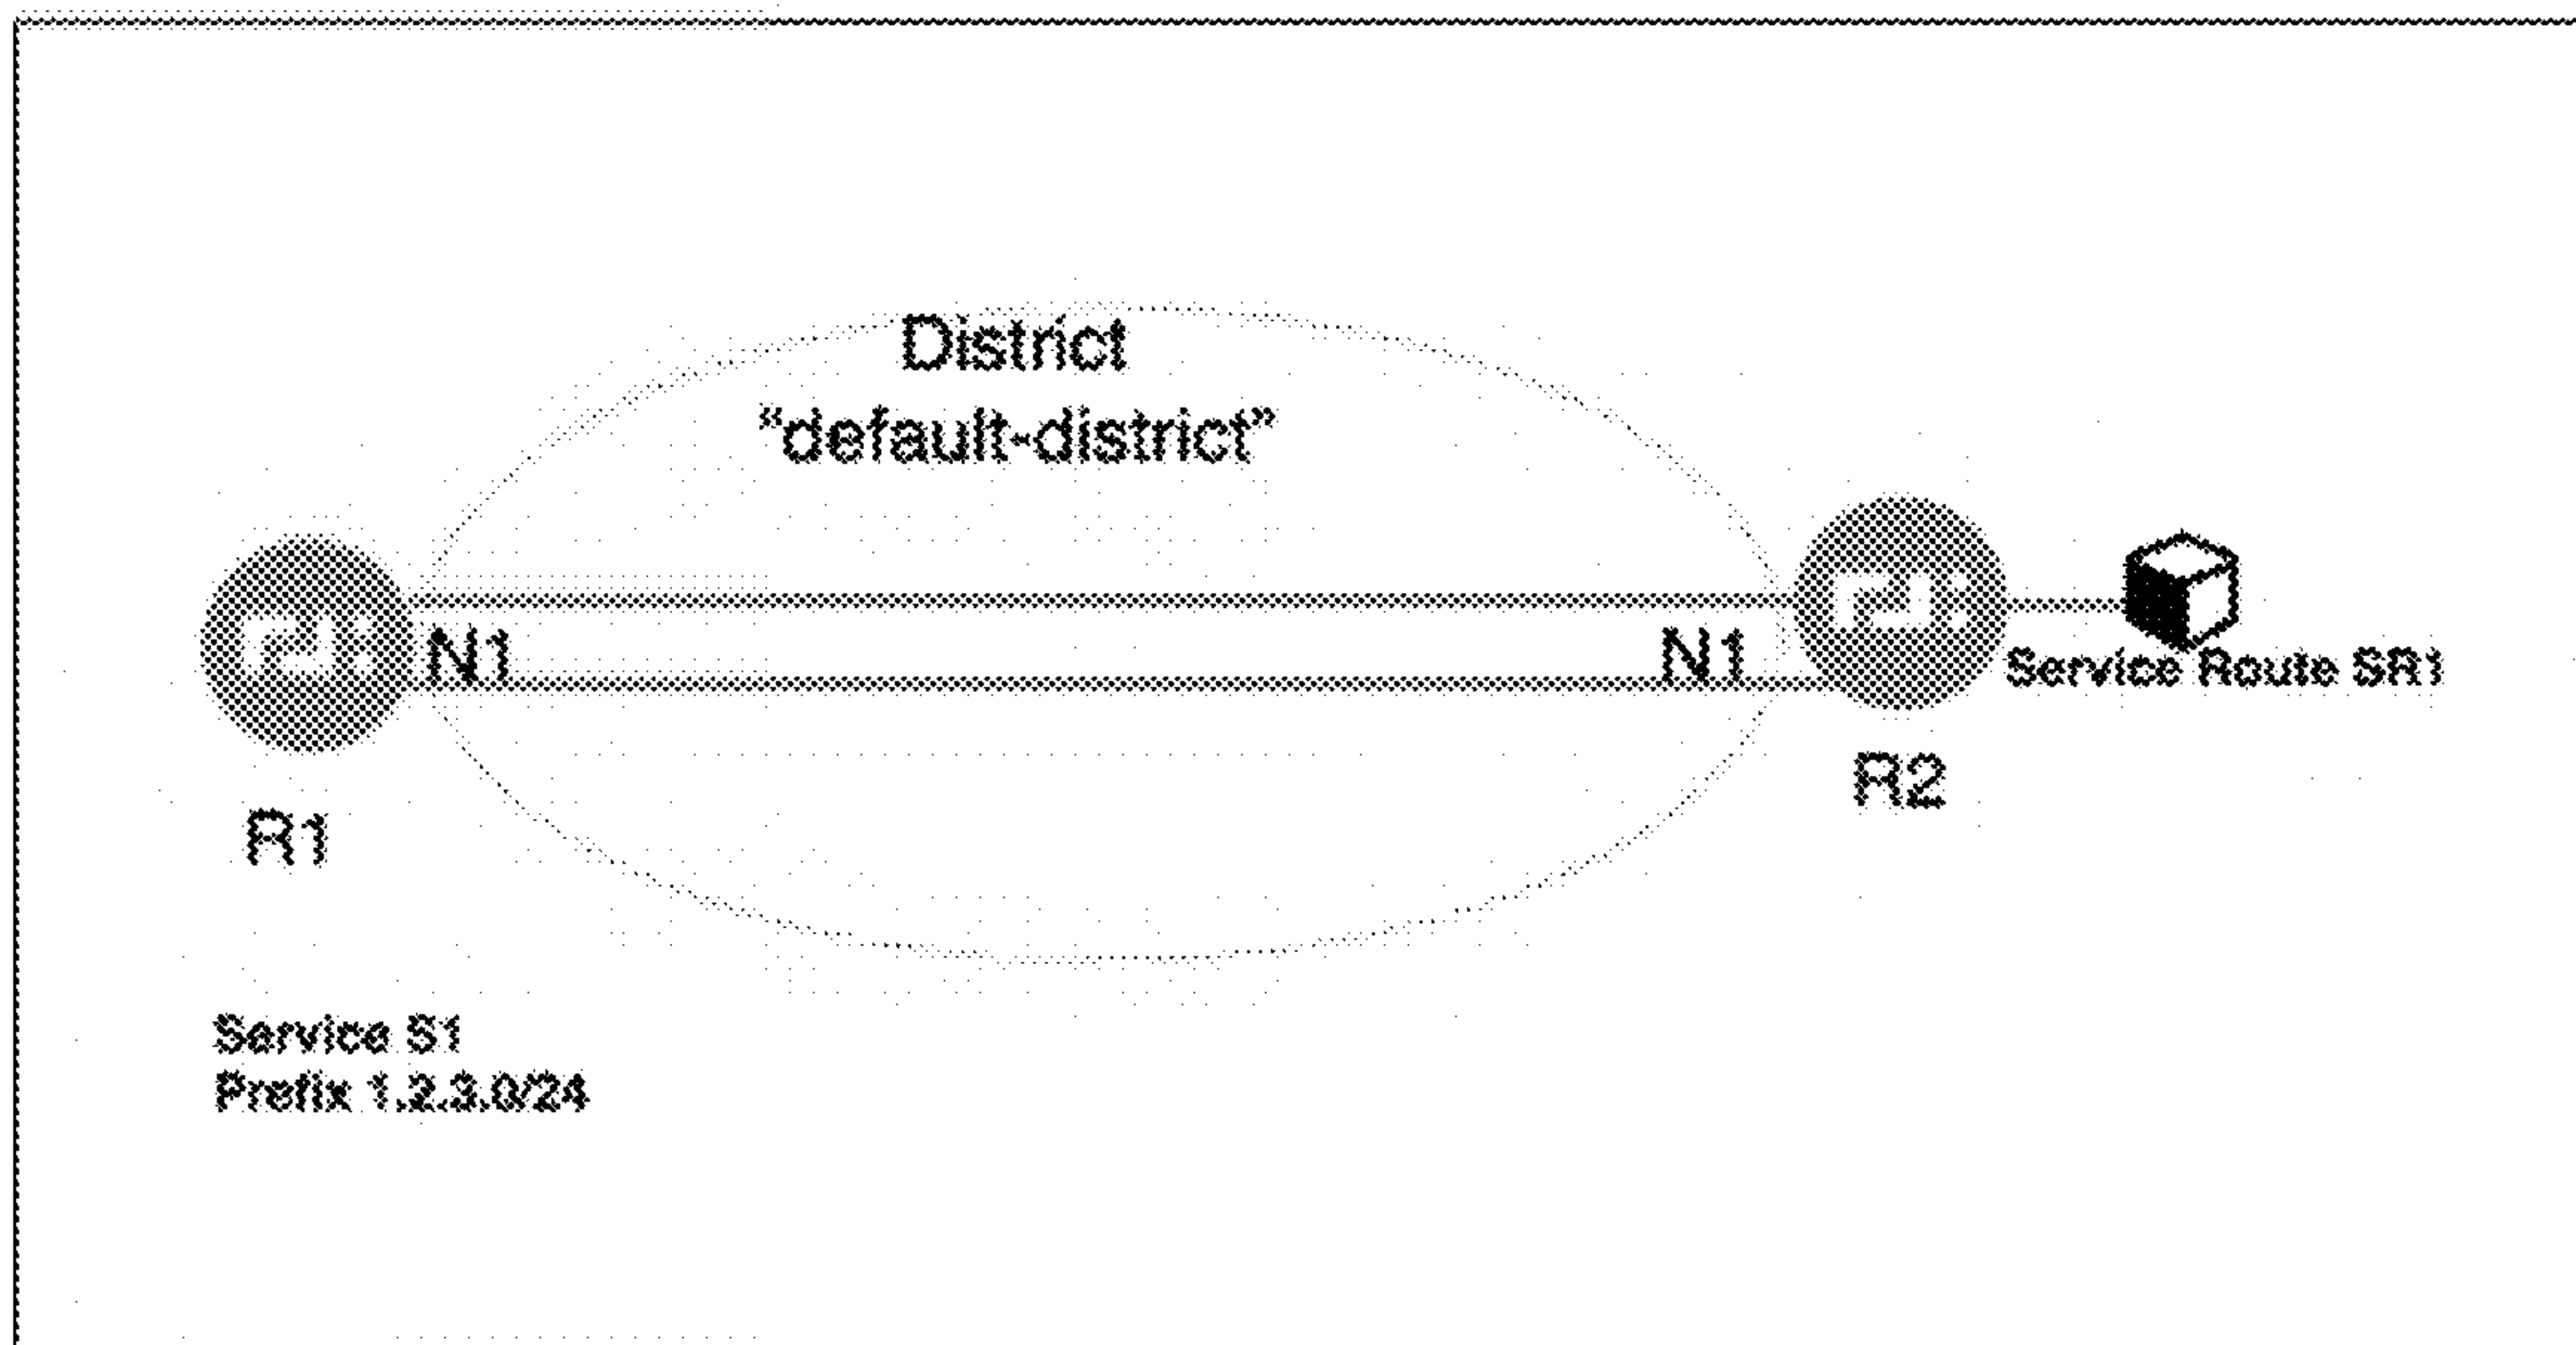 District
“default-district”
N1
N1
Service Route SR1
R2
R1
Service S1
Prefix 1.2.3.0/24